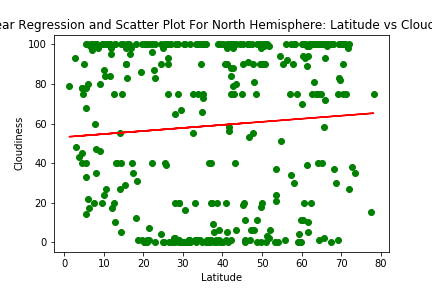 ear Regression and Scatter Plot For North Hemisphere: Latitude vs Cloud
100
80
60
40
20
0
Cloudiness
0 10 20 30 40 50 60 70 80
Latitude